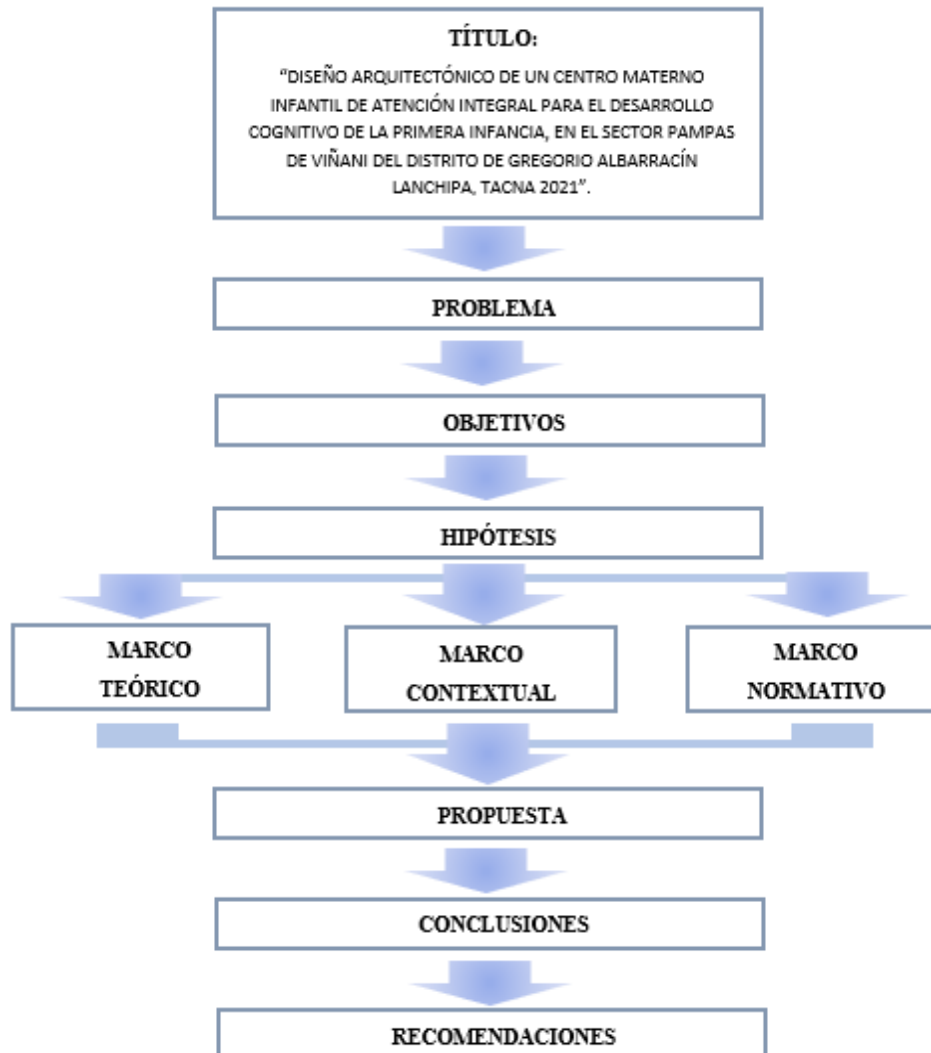 TÍTULO:
“DISEÑO ARQUITECTÓNICO DE UN CENTRO MATERNO
INFANTIL DE ATENCIÓN INTEGRAL PARA EL DESARROLLO
COGNITIVO DE LA PRIMERA INFANCIA, EN EL SECTOR PAMPAS
DE VIÑANI DEL DISTRITO DE GREGORIO ALBARRACÍN
LANCHIPA, TACNA 2021”.
PROBLEMA
OBJETIVOS
HIPÓTESIS
MARCO
TEÓRICO
MARCO
CONTEXTUAL
MARCO
NORMATIVO
PROPUESTA
CONCLUSIONES
RECOMENDACIONES